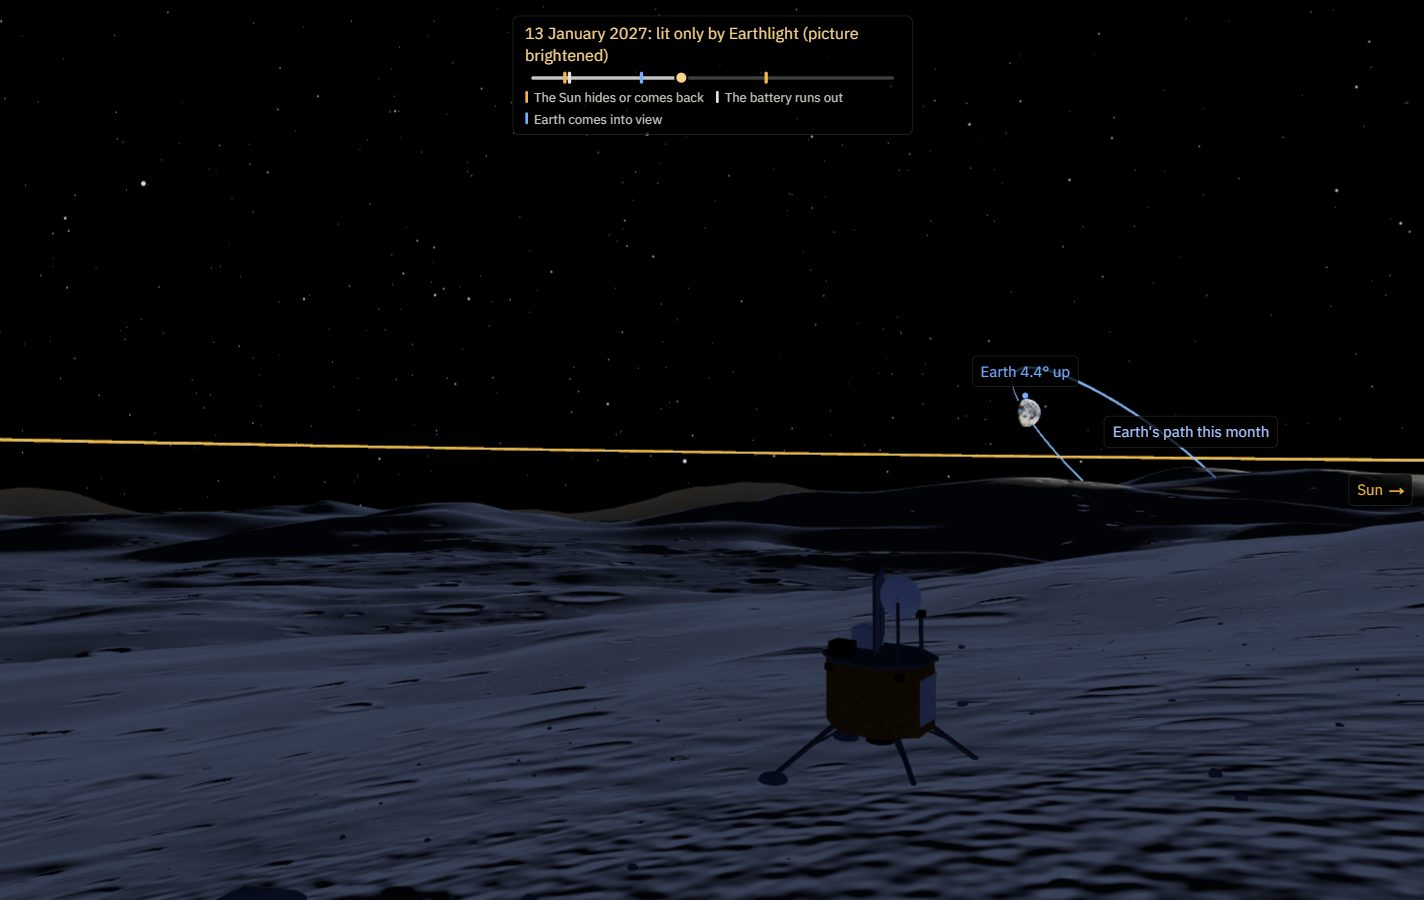 13 January 2027: lit only by Earthlight (picture
brightened)
The Sun hides or comes back
The battery runs out
Earth comes into view
Earth 4.4° up
Earth's path this month
Sun →